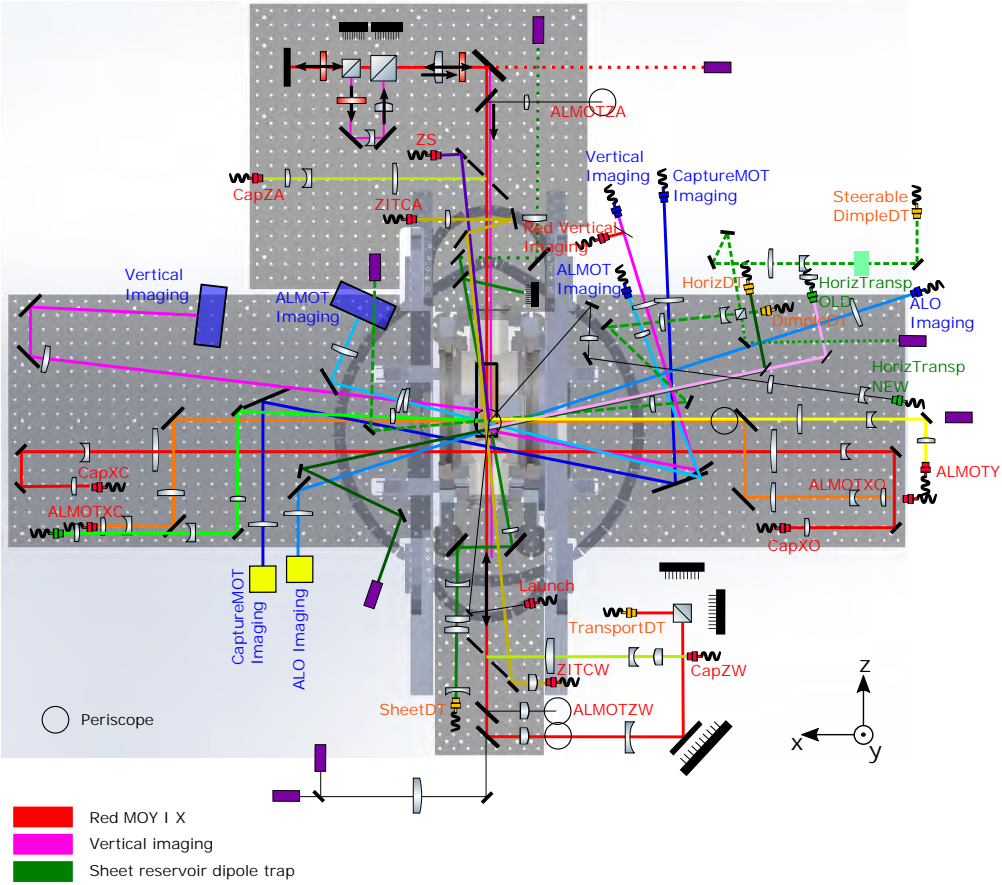 ALMOTZA
ZS
Vertical
Imaging
CaptureMOT
Imaging
CapZA
Steerable
DimpleDT
ZITCA
Red Vertical
Imaging
Vertical
Imaging
ALMOT
Imaging
ALMOT
Imaging
HorizDT
HorizTransp
OLD
DimpleDT
ALO
Imaging
HorizTransp
NEW
CapXC
ALMOTXC
ALMOTXO
ALMOTY
CapXO
CaptureMOT
Imaging
ALO Imaging
Launch
TransportDT
ZITCW
CapZW
SheetDT
ALMOTZW
Periscope
z
x
y
Red MOY I X
Vertical imaging
Sheet reservoir dipole trap